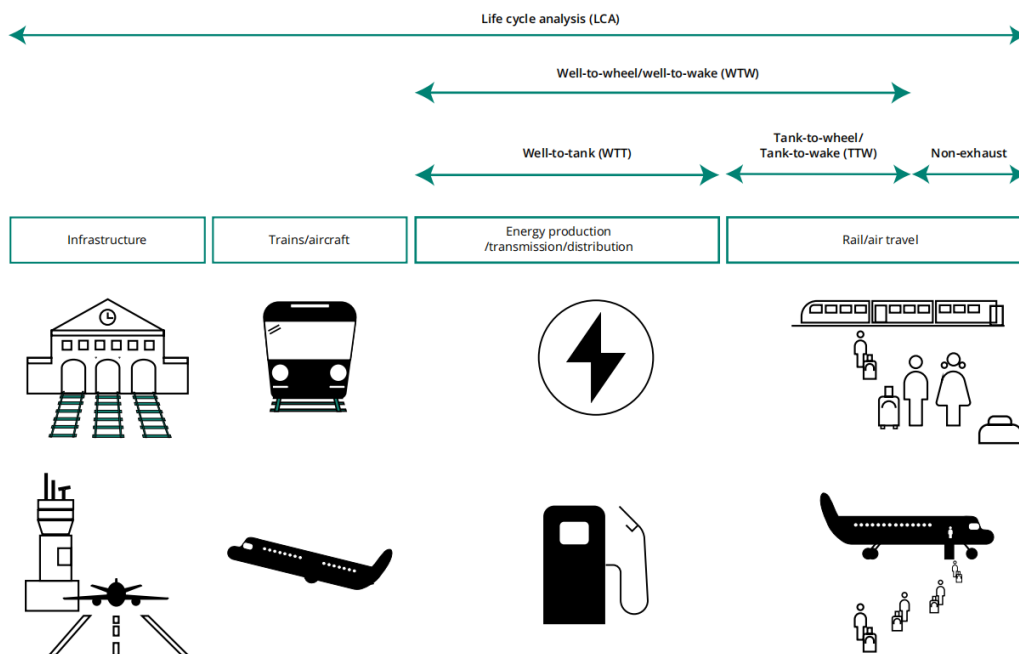 Life cycle analysis (LCA)
Well-to-wheel/well-to-wake (WTW)
Well-to-tank (WTT)
Tank-to-wheel/
Tank-to-wake (TTW)
Non-exhaust
Infrastructure
Trains/aircraft
Energy production
/transmission/distribution
Rail/air travel